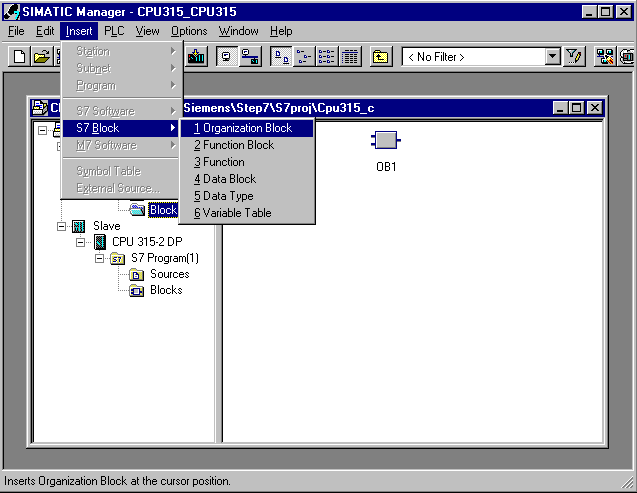 SIMATIC Manager - CPU315_CPU315
File Edit Insert PLC View Options Window Help
< No Filter >
Station
Subnet
Program
S7 Software
S7 Block
M7 Software
Symbol Table
External Source...
Siemens\Step7\S7proj\Cpu315_c
1 Organization Block
2 Function Block
3 Function
4 Data Block
5 Data Type
6 Variable Table
OB1
Block
Slave
CPU 315-2 DP
S7 Program(1)
Sources
Blocks
Inserts Organization Block at the cursor position.